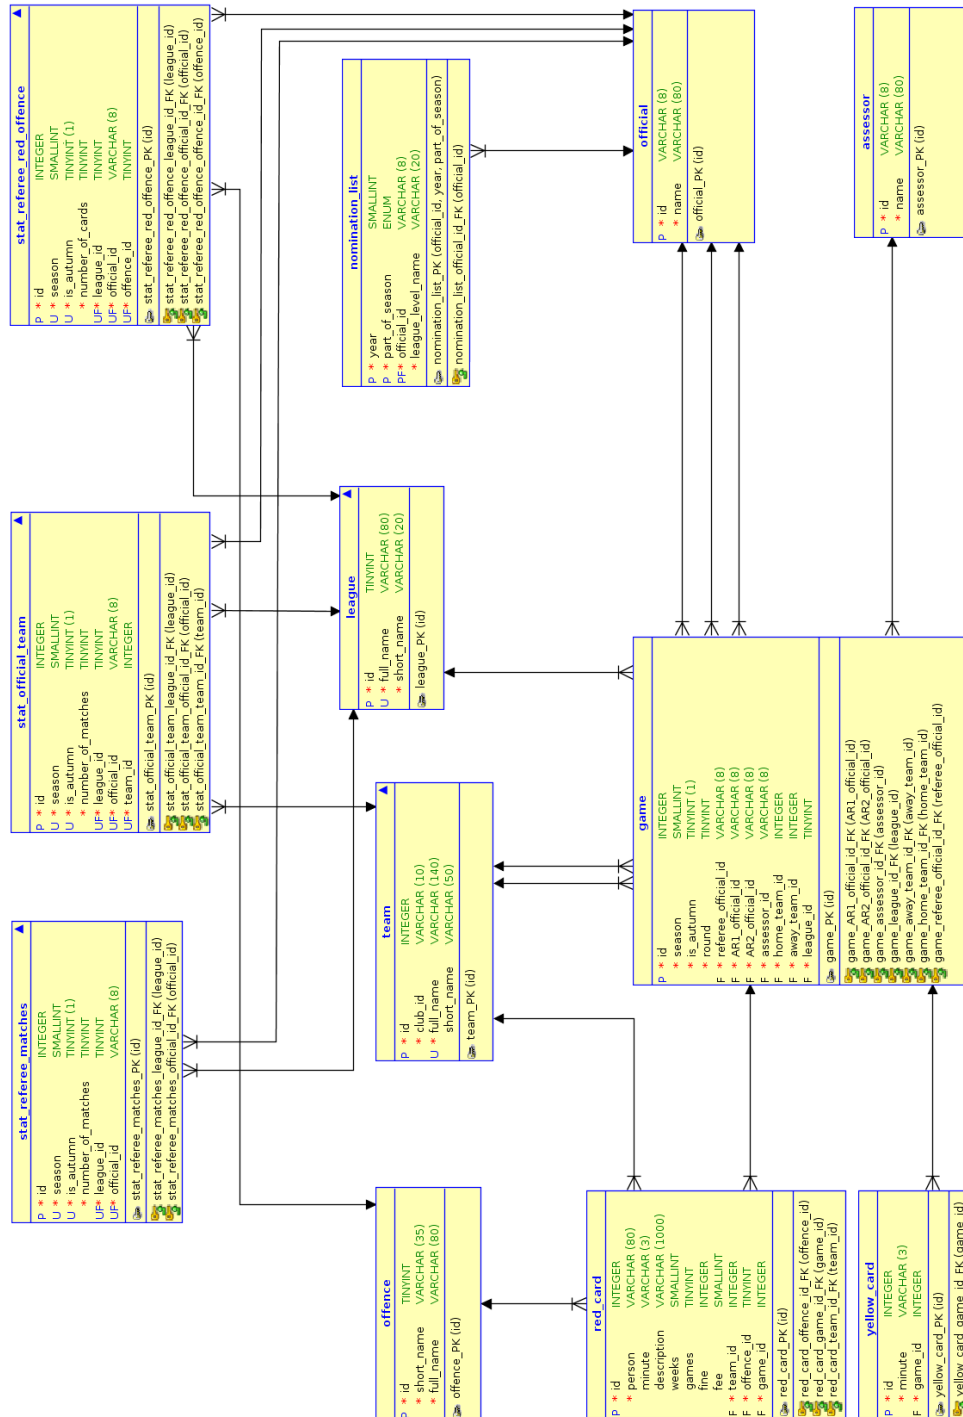 stat_referee_red_offence
P * id INTEGER
U * season SMALLINT
U * is_autumn TINYINT (1)
* number_of_cards TINYINT
UF* league_id TINYINT
UF* official_id VARCHAR (8)
UF* offence_id TINYINT
stat_referee_red_offence_PK (id)
stat_referee_red_offence_league_id_FK (league_id)
stat_referee_red_offence_official_id_FK (official_id)
stat_referee_red_offence_offence_id_FK (offence_id)
nomination_list
P * year SMALLINT
P * part_of_season ENUM
PF* official_id VARCHAR (8)
* league_level_name VARCHAR (20)
nomination_list_PK (official_id, year, part_of_season)
nomination_list_official_id_FK (official_id)
official
P * id VARCHAR (8)
* name VARCHAR (80)
official_PK (id)
assessor
P * id VARCHAR (8)
* name VARCHAR (80)
assessor_PK (id)
stat_official_team
P * id INTEGER
U * season SMALLINT
U * is_autumn TINYINT (1)
* number_of_matches TINYINT
UF* league_id TINYINT
UF* official_id VARCHAR (8)
UF* team_id INTEGER
stat_official_team_PK (id)
stat_official_team_league_id_FK (league_id)
stat_official_team_official_id_FK (official_id)
stat_official_team_team_id_FK (team_id)
league
P * id TINYINT
U * full_name VARCHAR (80)
* short_name VARCHAR (20)
league_PK (id)
team
P * id INTEGER
* club_id VARCHAR (10)
U * full_name VARCHAR (140)
short_name VARCHAR (50)
team_PK (id)
game
P * id INTEGER
* season SMALLINT
* is_autumn TINYINT (1)
* round TINYINT
F * referee_official_id VARCHAR (8)
F * AR1_official_id VARCHAR (8)
F * AR2_official_id VARCHAR (8)
F * assessor_id VARCHAR (8)
F * home_team_id INTEGER
F * away_team_id INTEGER
F * league_id TINYINT
game_PK (id)
game_AR1_official_id_FK (AR1_official_id)
game_AR2_official_id_FK (AR2_official_id)
game_assessor_id_FK (assessor_id)
game_league_id_FK (league_id)
game_away_team_id_FK (away_team_id)
game_home_team_id_FK (home_team_id)
game_referee_official_id_FK (referee_official_id)
stat_referee_matches
P * id INTEGER
U * season SMALLINT
U * is_autumn TINYINT (1)
* number_of_matches TINYINT
UF* league_id TINYINT
UF* official_id VARCHAR (8)
stat_referee_matches_PK (id)
stat_referee_matches_league_id_FK (league_id)
stat_referee_matches_official_id_FK (official_id)
offence
P * id TINYINT
* short_name VARCHAR (35)
* full_name VARCHAR (80)
offence_PK (id)
red_card
P * id INTEGER
* person VARCHAR (80)
minute VARCHAR (3)
description VARCHAR (1000)
weeks SMALLINT
games TINYINT
fine INTEGER
fee SMALLINT
F * team_id INTEGER
F * offence_id TINYINT
F * game_id INTEGER
red_card_PK (id)
red_card_offence_id_FK (offence_id)
red_card_game_id_FK (game_id)
red_card_team_id_FK (team_id)
yellow_card
P * id INTEGER
* minute VARCHAR (3)
F * game_id INTEGER
yellow_card_PK (id)
yellow_card_game_id_FK (game_id)